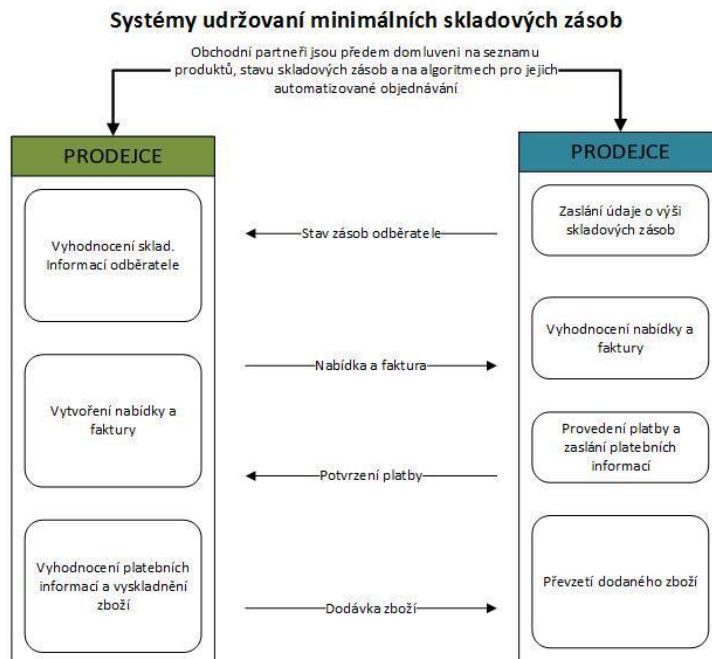 Systémy udržovaní minimálních skladových zásob
Obchodní partneři jsou předem domluveni na seznamu
produktů, stavu skladových zásob a na algoritmech pro jejich
automatizované objednávání
PRODEJCE
PRODEJCE
Vyhodnocení sklad.
Informací odběratele
Stav zásob odběratele
Zaslání údaje o výši
skladových zásob
Vyhodnocení nabídky a
faktury
Nabídka a faktura
Vytvoření nabídky a
faktury
Provedení platby a
zaslání platebních
informací
Potvrzení platby
Vyhodnocení platebních
informací a vyskladnění
zboží
Dodávka zboží
Převzetí dodaného zboží